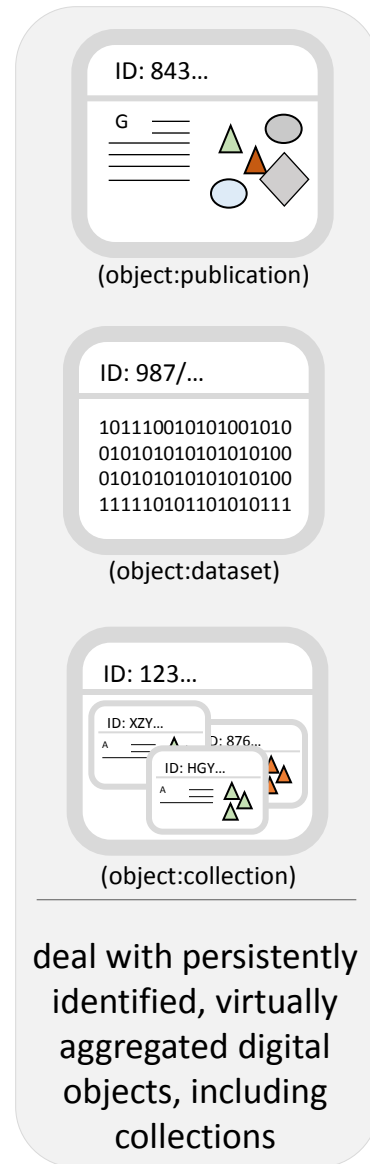 ID: 843...
G
(object:publication)
ID: 987/...
101110010101001010
010101010101010100
010101010101010100
111110101101010111
(object:dataset)
ID: 123...
ID: XZY...
A
D: 876...
ID: HGY...
A
(object:collection)
deal with persistently
identified, virtually
aggregated digital
objects, including
collections